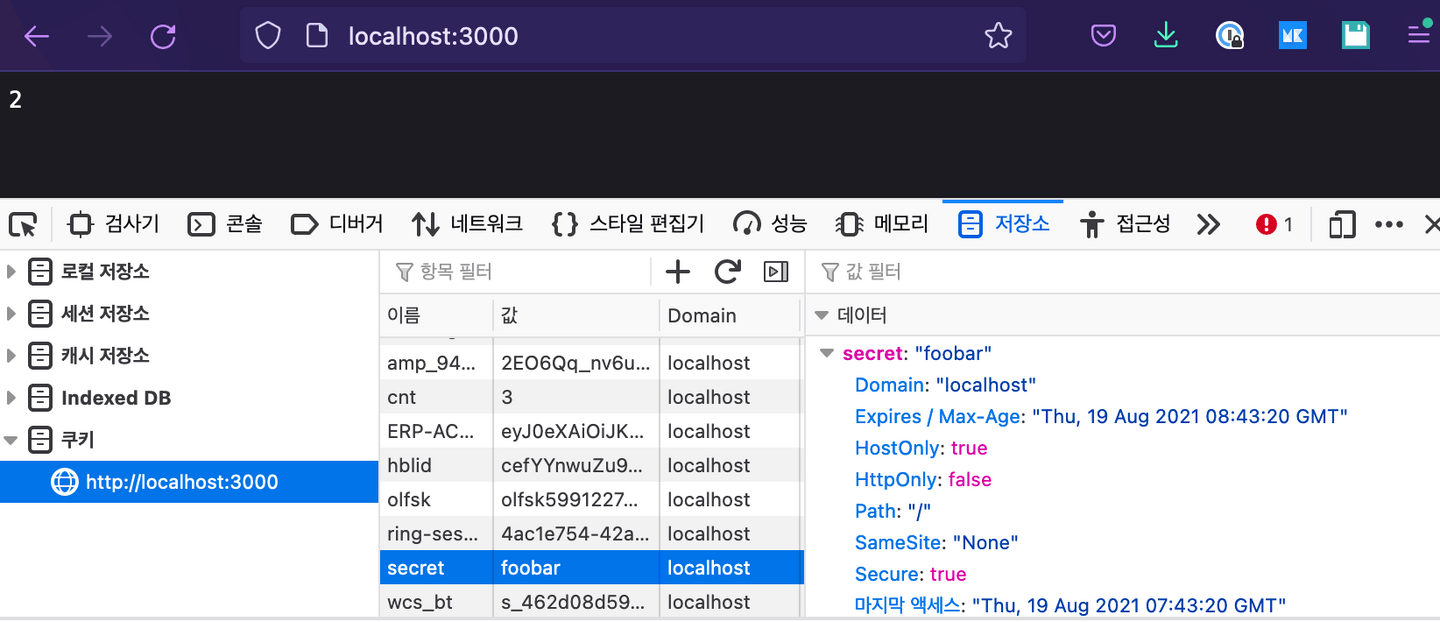 localhost:3000
MK
2
검사기 콘솔 디버거 네트워크 {} 스타일 편집기 성능 메모리 저장소 접근성 1
로컬 저장소
세션 저장소
캐시 저장소
Indexed DB
쿠키
http://localhost:3000
항목 필터
이름 값 Domain
amp_94... 2EO6Qq_nv6u... localhost
cnt 3 localhost
ERP-AC... eyJ0eXAiOiJK... localhost
hblid cefYYnwuZu9... localhost
olfsk olfsk5991227... localhost
ring-ses... 4ac1e754-42a... localhost
secret foobar localhost
wcs_bt s_462d08d59... localhost
값 필터
데이터
secret: "foobar"
Domain: "localhost"
Expires / Max-Age: "Thu, 19 Aug 2021 08:43:20 GMT"
HostOnly: true
HttpOnly: false
Path: "/"
SameSite: "None"
Secure: true
마지막 액세스: "Thu, 19 Aug 2021 07:43:20 GMT"